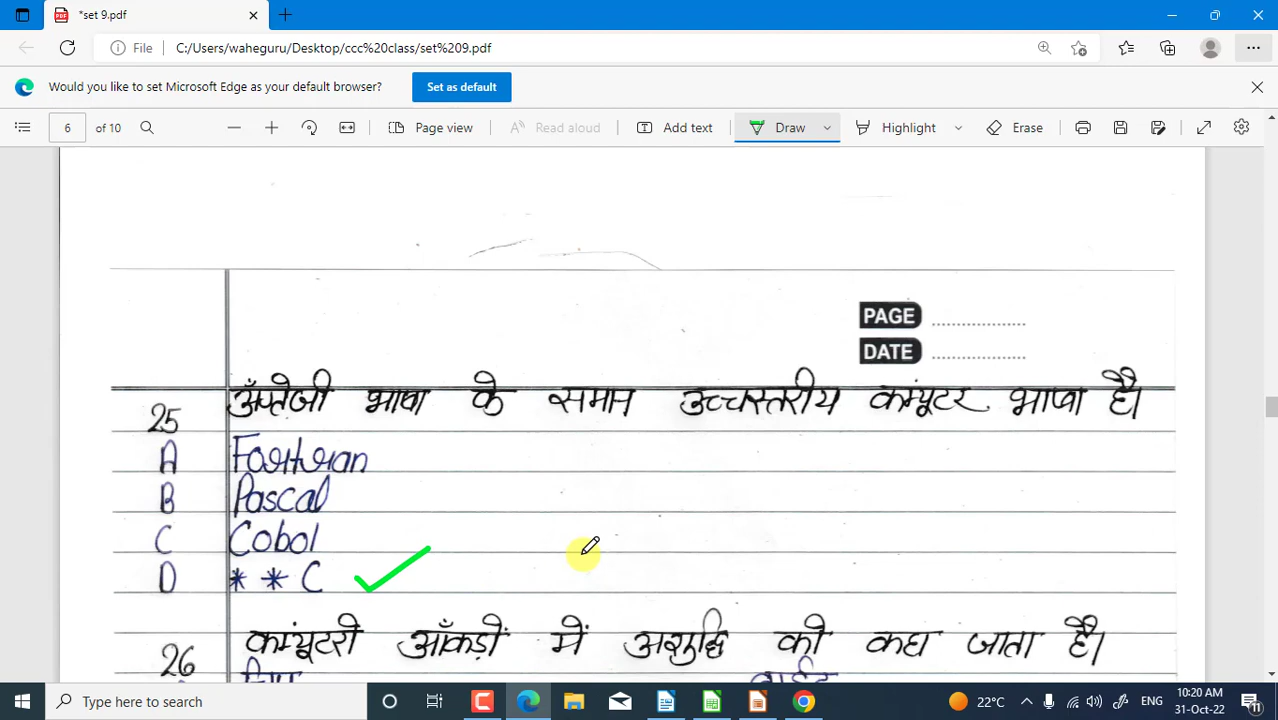 *set 9.pdf
File C:/Users/waheguru/Desktop/ccc%20class/set%209.pdf
Would you like to set Microsoft Edge as your default browser? Set as default
6 of 10 Page view Read aloud Add text Draw Highlight Erase
PAGE ..................
DATE ..................
25 अँग्रेजी भाषा के समान उच्चस्तरीय कम्प्यूटर भाषा है।
A Fortran
B Pascal
C Cobol
D ** C
26 कम्प्यूटरो आँकड़ों में अशुद्धि को कहा जाता है।
Type here to search 22°C ENG 10:20 AM
31-Oct-22 11